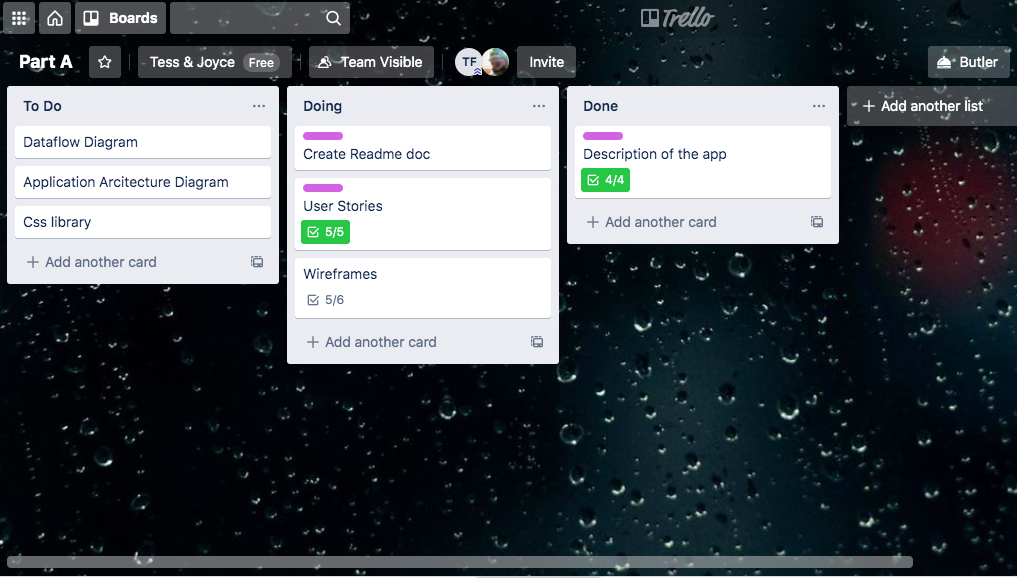 Boards
Trello
Part A
Tess & Joyce Free
Team Visible
TF
Invite
Butler
To Do
Dataflow Diagram
Application Arcitecture Diagram
Css library
Add another card
Doing
Create Readme doc
User Stories
5/5
Wireframes
5/6
Add another card
Done
Description of the app
4/4
Add another card
Add another list